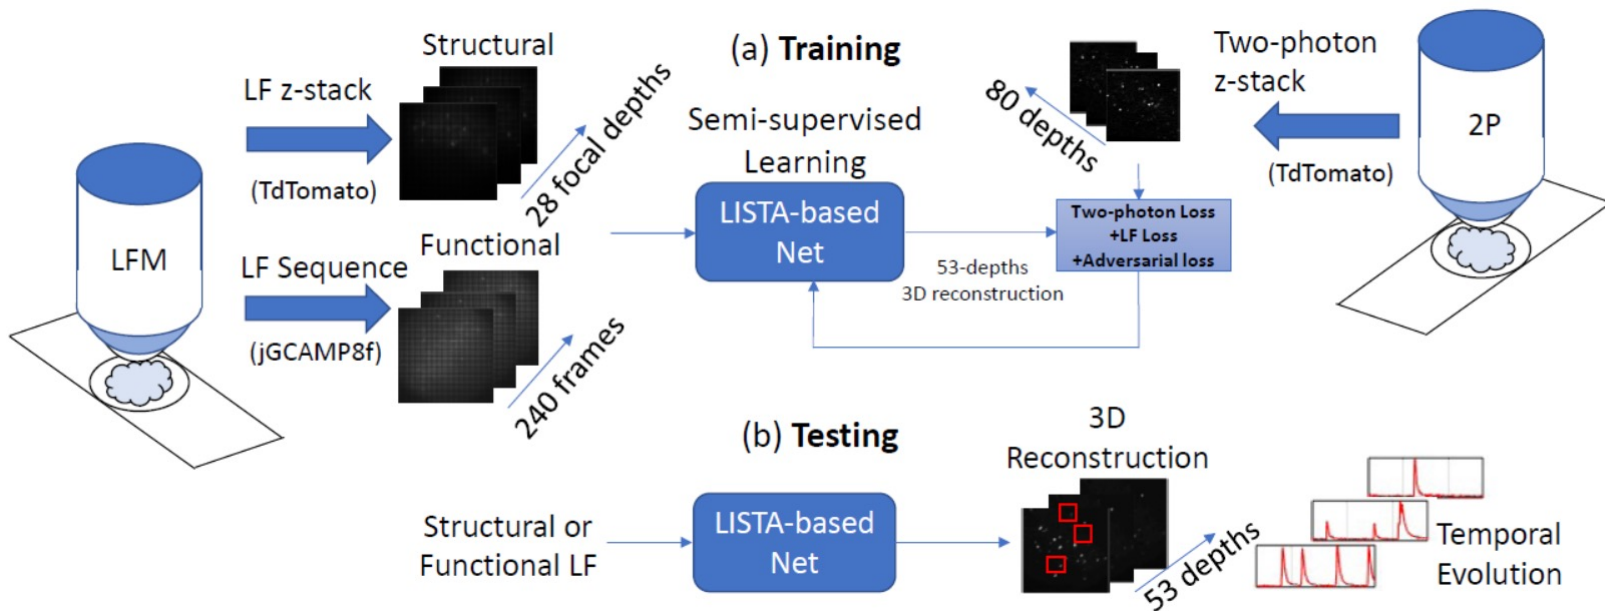 (a) Training
Structural
LF z-stack
(TdTomato)
28 focal depths
LFM
Functional
LF Sequence
(jGCAMP8f)
240 frames
Semi-supervised
Learning
LISTA-based
Net
53-depths
3D reconstruction
80 depths
Two-photon
z-stack
(TdTomato)
2P
Two-photon Loss
+LF Loss
+Adversarial loss
(b) Testing
Structural or
Functional LF
LISTA-based
Net
3D
Reconstruction
53 depths
Temporal
Evolution